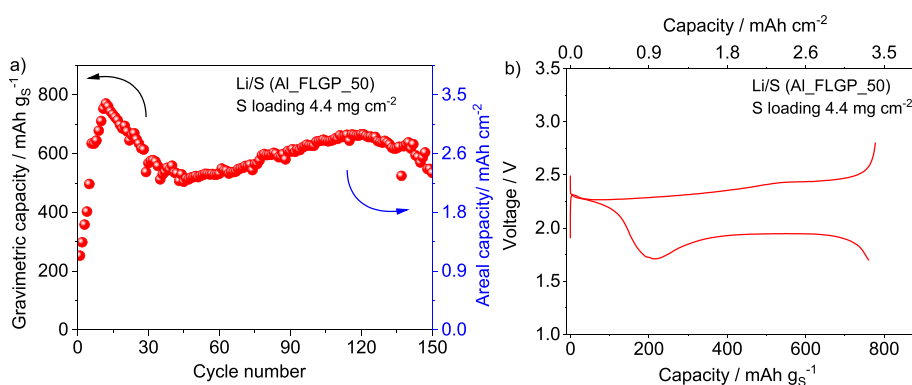 a)
Li/S (Al_FLGP_50)
S loading 4.4 mg cm-2
Gravimetric capacity / mAh gS-1
0
200
400
600
800
Areal capacity/ mAh cm-2
0.0
0.9
1.8
2.6
3.5
0 30 60 90 120 150
Cycle number
Capacity / mAh cm-2
0.0 0.9 1.8 2.6 3.4
b)
Li/S (Al_FLGP_50)
S loading 4.4 mg cm-2
Voltage / V
3.5
3.0
2.5
2.0
1.5
1.0
0 200 400 600 800
Capacity / mAh gS-1